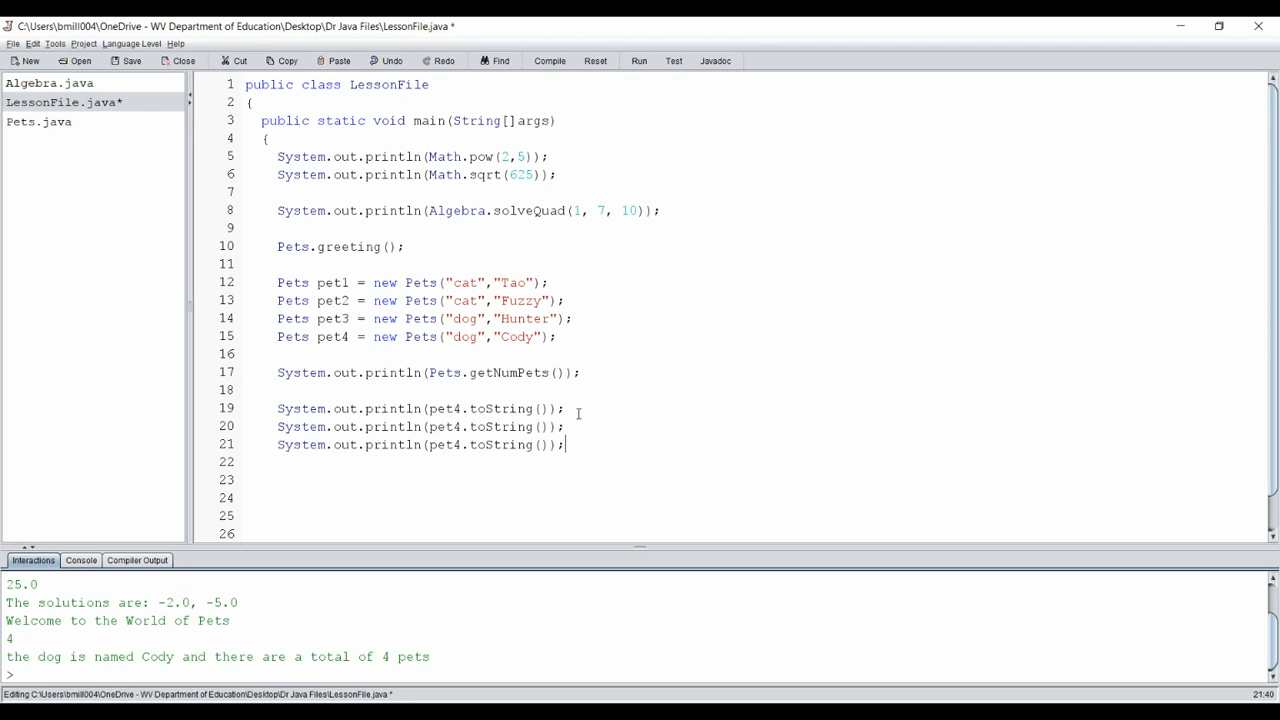 C:\Users\bmill004\OneDrive - WV Department of Education\Desktop\Dr Java Files\LessonFile.java *
File Edit Tools Project Language Level Help
New Open Save Close Cut Copy Paste Undo Redo Find Compile Reset Run Test Javadoc
Algebra.java
LessonFile.java*
Pets.java
1 public class LessonFile
2 {
3 public static void main(String[]args)
4 {
5 System.out.println(Math.pow(2,5));
6 System.out.println(Math.sqrt(625));
7
8 System.out.println(Algebra.solveQuad(1, 7, 10));
9
10 Pets.greeting();
11
12 Pets pet1 = new Pets("cat","Tao");
13 Pets pet2 = new Pets("cat","Fuzzy");
14 Pets pet3 = new Pets("dog","Hunter");
15 Pets pet4 = new Pets("dog","Cody");
16
17 System.out.println(Pets.getNumPets());
18
19 System.out.println(pet4.toString());
20 System.out.println(pet4.toString());
21 System.out.println(pet4.toString());
22
23
24
25
26
Interactions Console Compiler Output
25.0
The solutions are: -2.0, -5.0
Welcome to the World of Pets
4
the dog is named Cody and there are a total of 4 pets
>
Editing C:\Users\bmill004\OneDrive - WV Department of Education\Desktop\Dr Java Files\LessonFile.java * 21:40